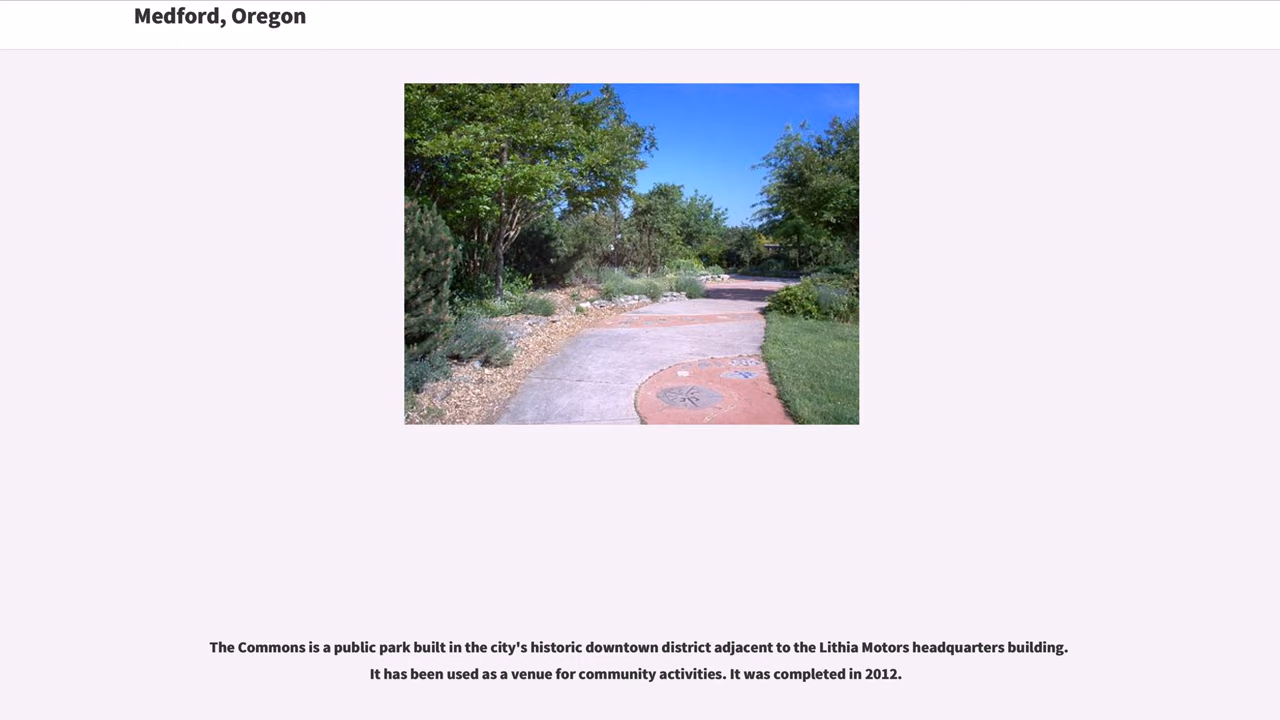 Medford, Oregon
The Commons is a public park built in the city's historic downtown district adjacent to the Lithia Motors headquarters building.
It has been used as a venue for community activities. It was completed in 2012.